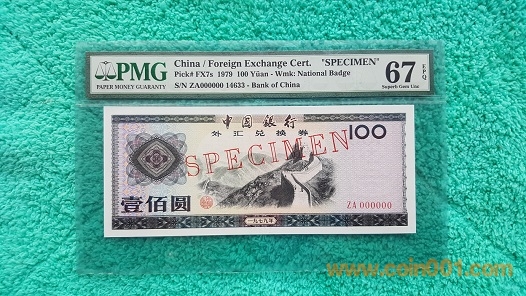 PMG
PAPER MONEY GUARANTY
China / Foreign Exchange Cert. "SPECIMEN"
Pick# FX7s 1979 100 Yüan - Wmk: National Badge
S/N ZA000000 14633 - Bank of China
67 EPQ
Superb Gem Unc
中国银行
外汇兑换券
100
SPECIMEN
壹佰圆
ZA 000000
一九七九年
www.coin001.com